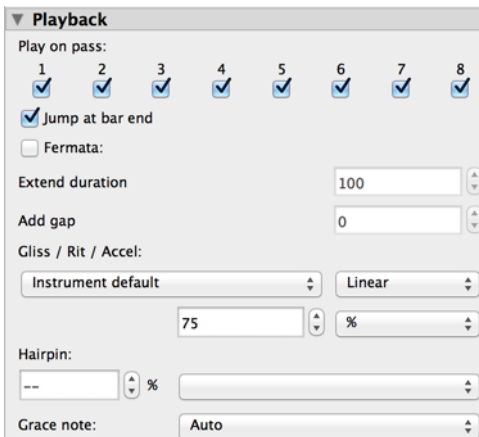 Playback
Play on pass:
1 2 3 4 5 6 7 8
Jump at bar end
Fermata:
Extend duration 100
Add gap 0
Gliss / Rit / Accel:
Instrument default Linear
75 %
Hairpin:
-- %
Grace note: Auto